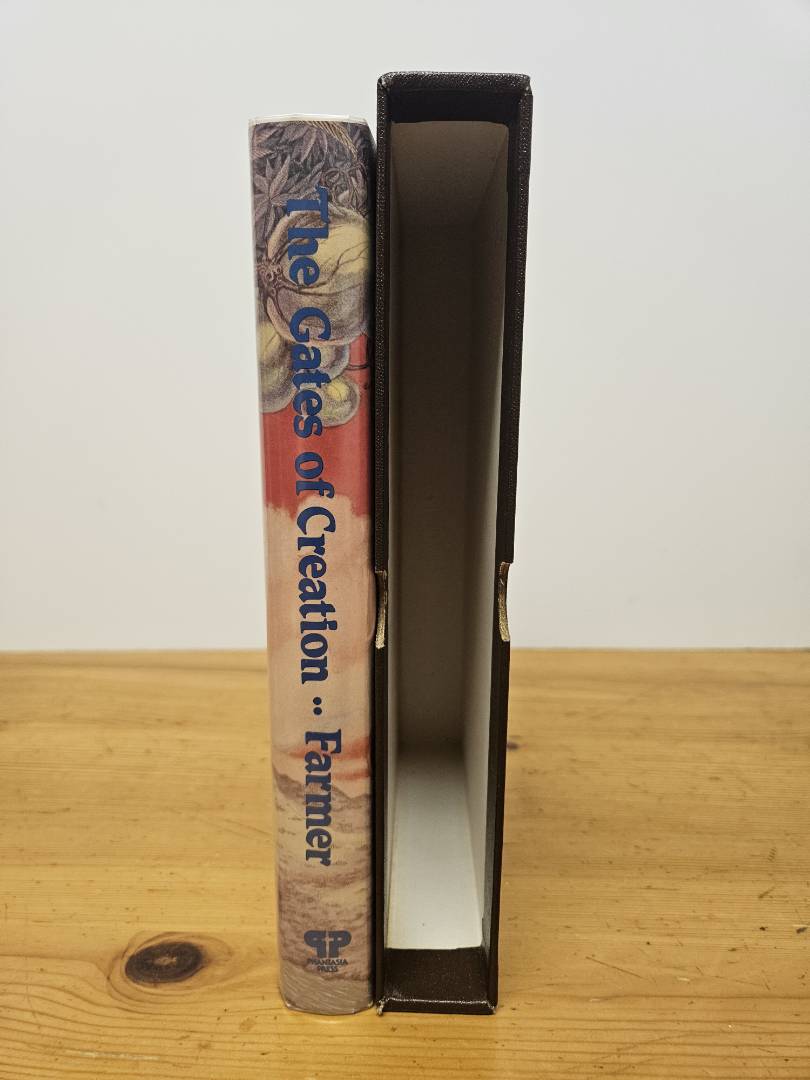 The Gates of Creation •• Farmer
PHANTASIA
PRESS